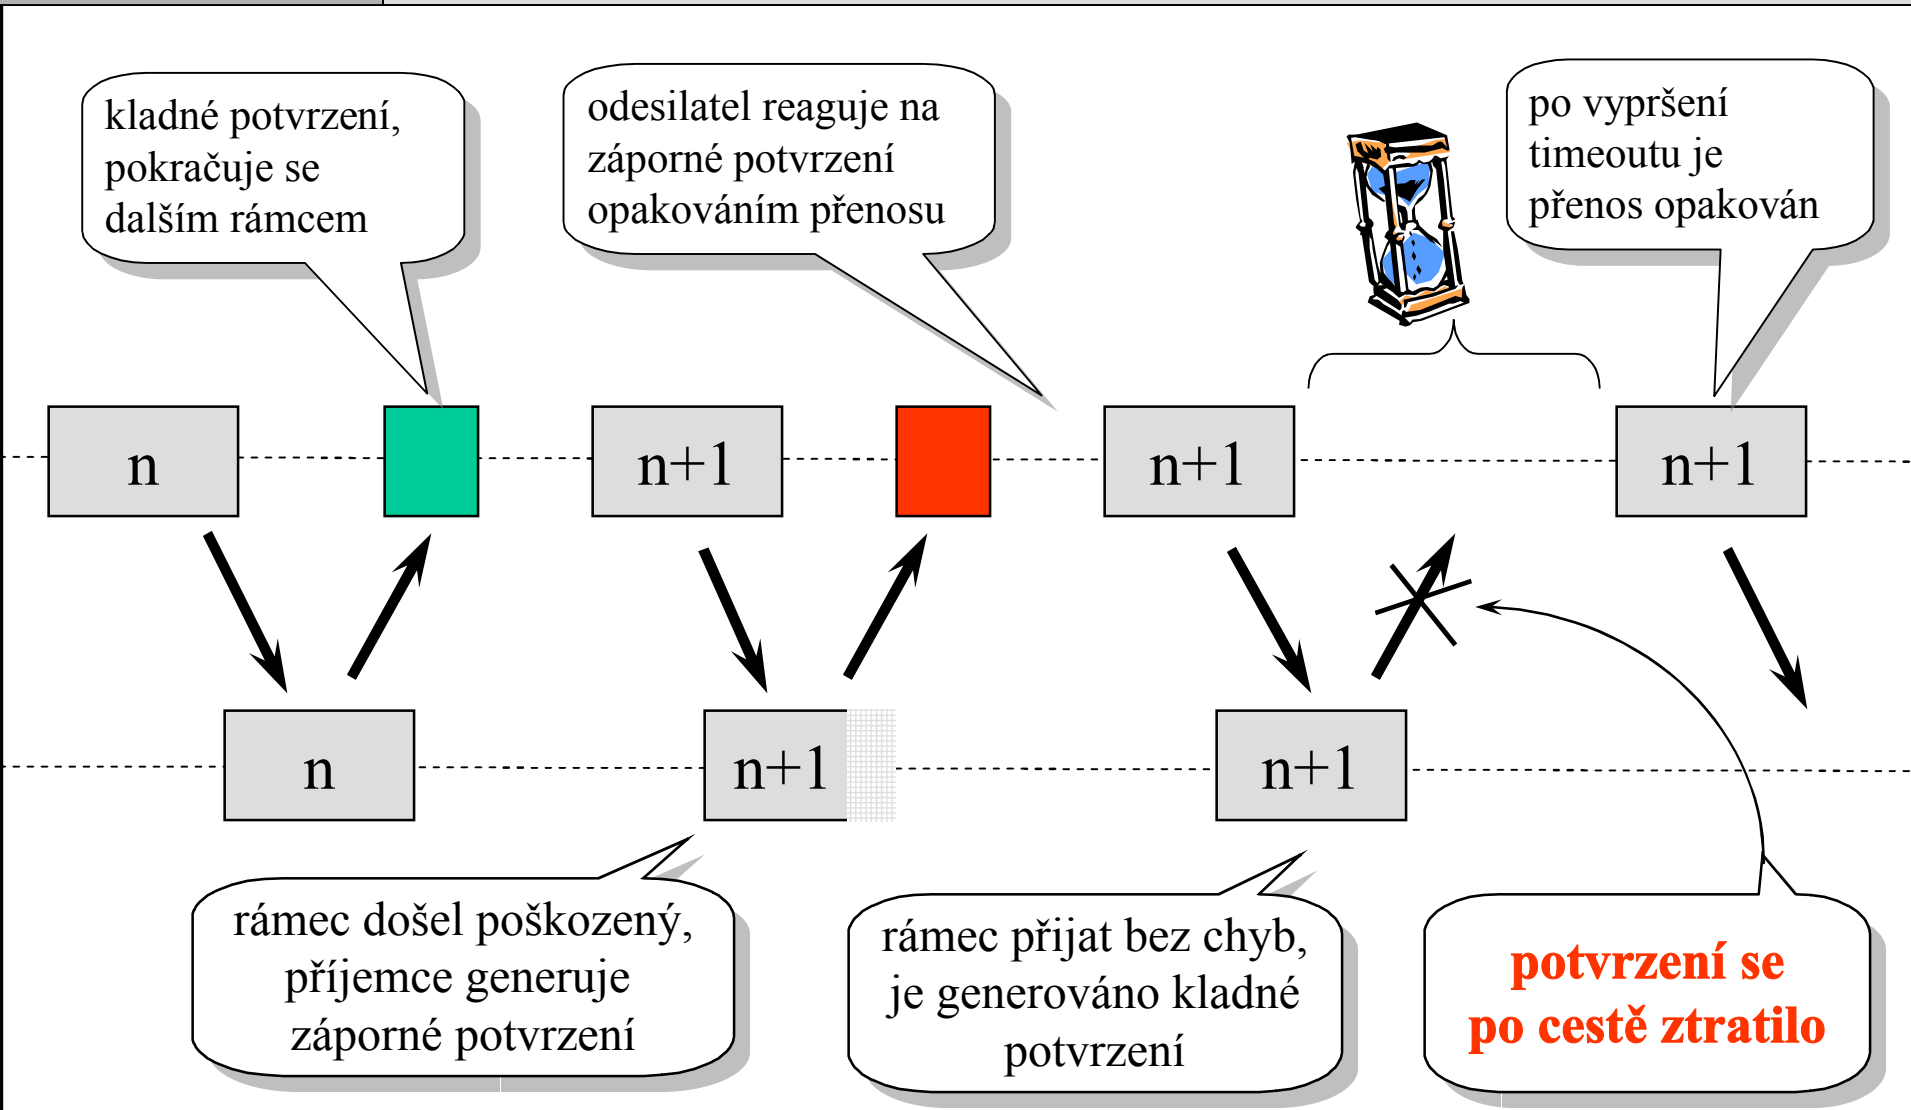 kladné potvrzení,
pokračuje se
dalším rámcem
odesilatel reaguje na
záporné potvrzení
opakováním přenosu
po vypršení
timeoutu je
přenos opakován
n
n+1
n+1
n+1
n
n+1
n+1
rámec došel poškozený,
příjemce generuje
záporné potvrzení
rámec přijat bez chyb,
je generováno kladné
potvrzení
potvrzení se
po cestě ztratilo